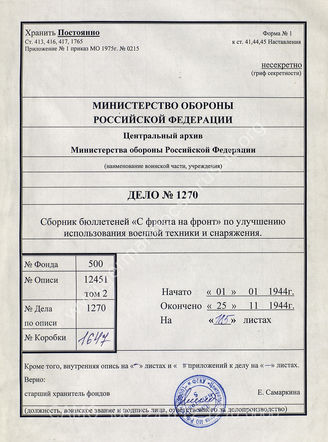 Хранить Постоянно
Ст. 413, 416, 417, 1765
Приложение № 1 приказ МО 1975г. № 0215
Форма № 1
к ст. 41,44,45 Наставления
несекретно
(гриф секретности)
МИНИСТЕРСТВО ОБОРОНЫ
РОССИЙСКОЙ ФЕДЕРАЦИИ
Центральный архив
Министерства обороны Российской Федерации
(наименование воинской части, учреждения)
ДЕЛО № 1270
Сборник бюллетеней «С фронта на фронт» по улучшению
использования военной техники и снаряжения.
№ Фонда 500
№ Описи 12451
том 2
№ Дела 1270
по описи
№ Коробки 1647
Начато « 01 » 01 1944г.
Окончено « 25 » 11 1944г.
На « 115 » листах
Кроме того, внутренняя опись на «-» листах и « приложений к делу на «-» листах.
Верно:
старший хранитель фондов Е. Самаркина
(должность, воинское звание и подпись лица, ответственного за делопроизводство)